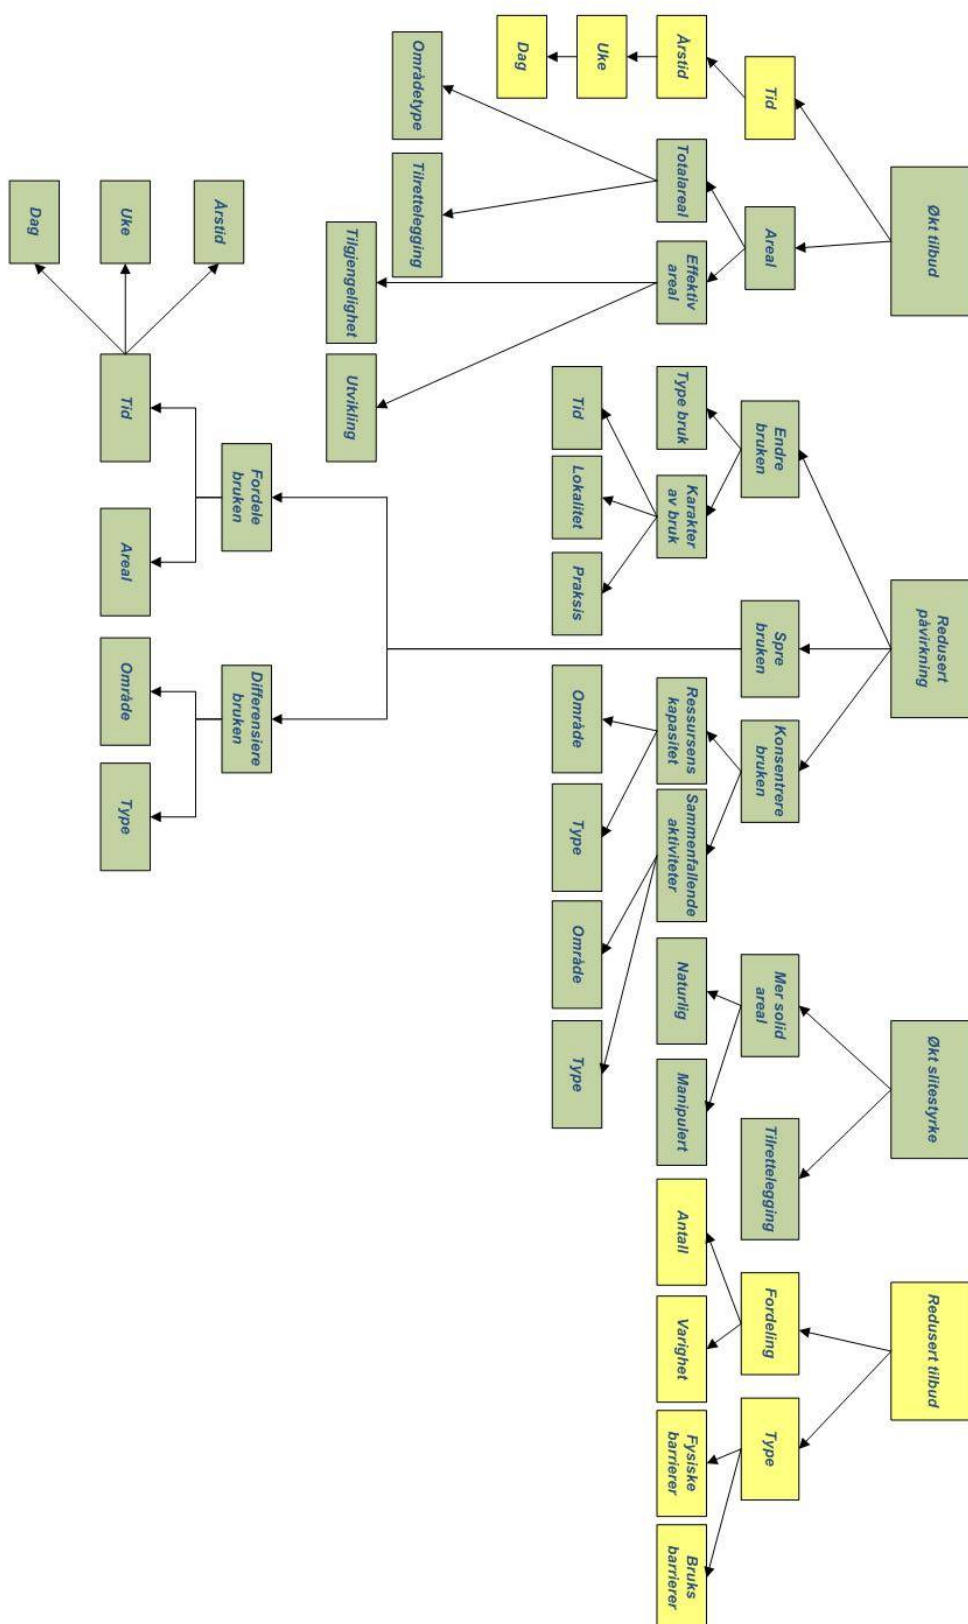 Økt tilbud
Redusert
påvirkning
Økt slitestyrke
Redusert tilbud
Tid
Areal
Endre
bruken
Spre
bruken
Konsentrere
bruken
Mer solid
areal
Tilrettelegging
Fordeling
Type
Årstid
Totalareal
Effektiv
areal
Type bruk
Karakter
av bruk
Ressursens
kapasitet
Sammenfallende
aktiviteter
Naturlig
Manipulert
Antall
Varighet
Fysiske
barrierer
Bruks
barrierer
Uke
Tid
Lokalitet
Praksis
Område
Type
Område
Type
Dag
Områdetype
Tilrettelegging
Tilgjengelighet
Utvikling
Fordele
bruken
Differensiere
bruken
Årstid
Tid
Areal
Område
Type
Uke
Dag